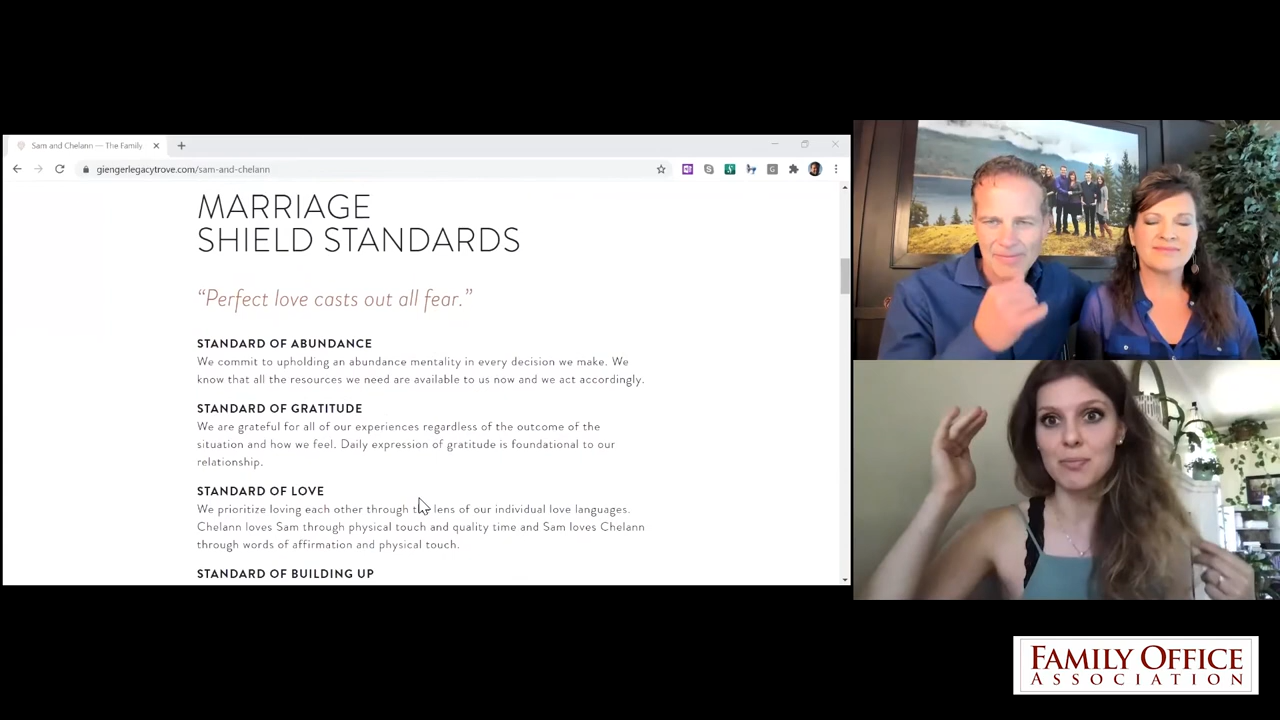 Sam and Chelann — The Family
giengerlegacytrove.com/sam-and-chelann
MARRIAGE
SHIELD STANDARDS
“Perfect love casts out all fear.”
STANDARD OF ABUNDANCE
We commit to upholding an abundance mentality in every decision we make. We
know that all the resources we need are available to us now and we act accordingly.
STANDARD OF GRATITUDE
We are grateful for all of our experiences regardless of the outcome of the
situation and how we feel. Daily expression of gratitude is foundational to our
relationship.
STANDARD OF LOVE
We prioritize loving each other through the lens of our individual love languages.
Chelann loves Sam through physical touch and quality time and Sam loves Chelann
through words of affirmation and physical touch.
STANDARD OF BUILDING UP
FAMILY OFFICE
ASSOCIATION